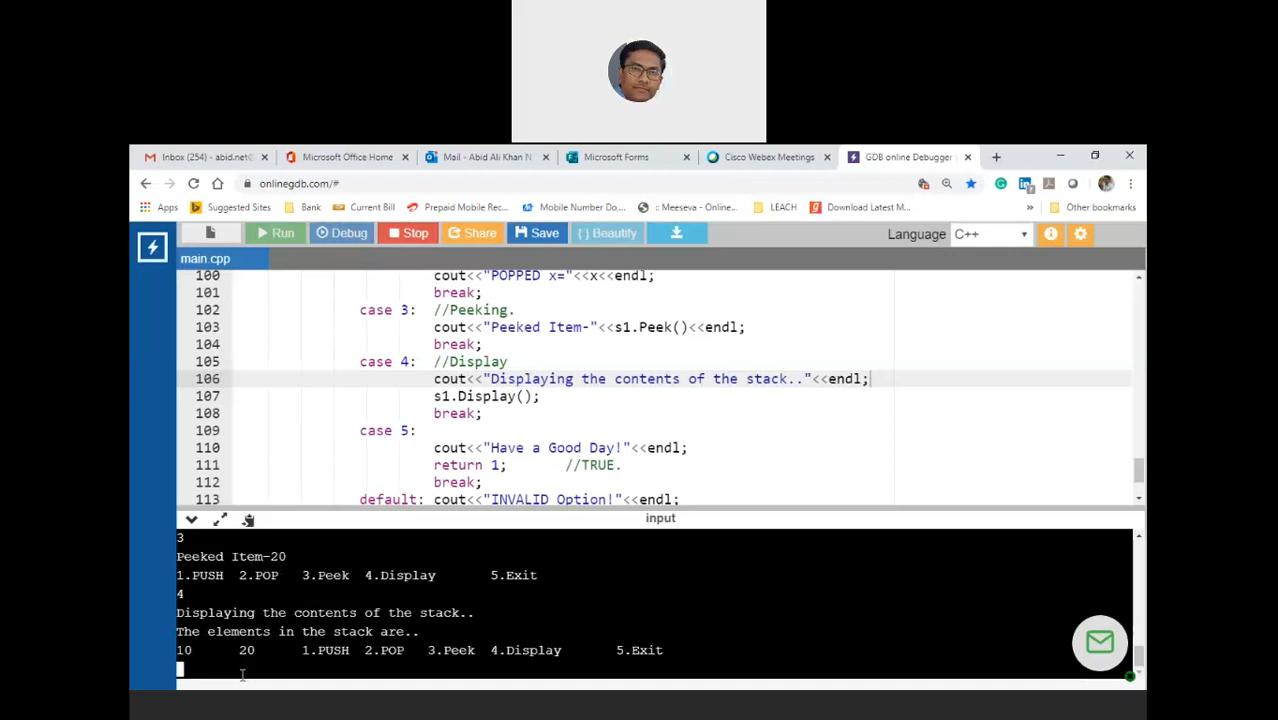 Inbox (254) - abid.net@
Microsoft Office Home
Mail - Abid Ali Khan N
Microsoft Forms
Cisco Webex Meetings
GDB online Debugger
onlinegdb.com/#
Apps
Suggested Sites
Bank
Current Bill
Prepaid Mobile Rec...
Mobile Number Do,...
:: Meeseva - Online...
LEACH
Download Latest M...
»
Other bookmarks
Run
Debug
Stop
Share
Save
{ } Beautify
Language C++
main.cpp
100 cout<<"POPPED x="<<x<<endl;
101 break;
102 case 3: //Peeking.
103 cout<<"Peeked Item-"<<s1.Peek()<<endl;
104 break;
105 case 4: //Display
106 cout<<"Displaying the contents of the stack.."<<endl;
107 s1.Display();
108 break;
109 case 5:
110 cout<<"Have a Good Day!"<<endl;
111 return 1; //TRUE.
112 break;
113 default: cout<<"INVALID Option!"<<endl;
input
3
Peeked Item-20
1.PUSH 2.POP 3.Peek 4.Display 5.Exit
4
Displaying the contents of the stack..
The elements in the stack are..
10 20 1.PUSH 2.POP 3.Peek 4.Display 5.Exit